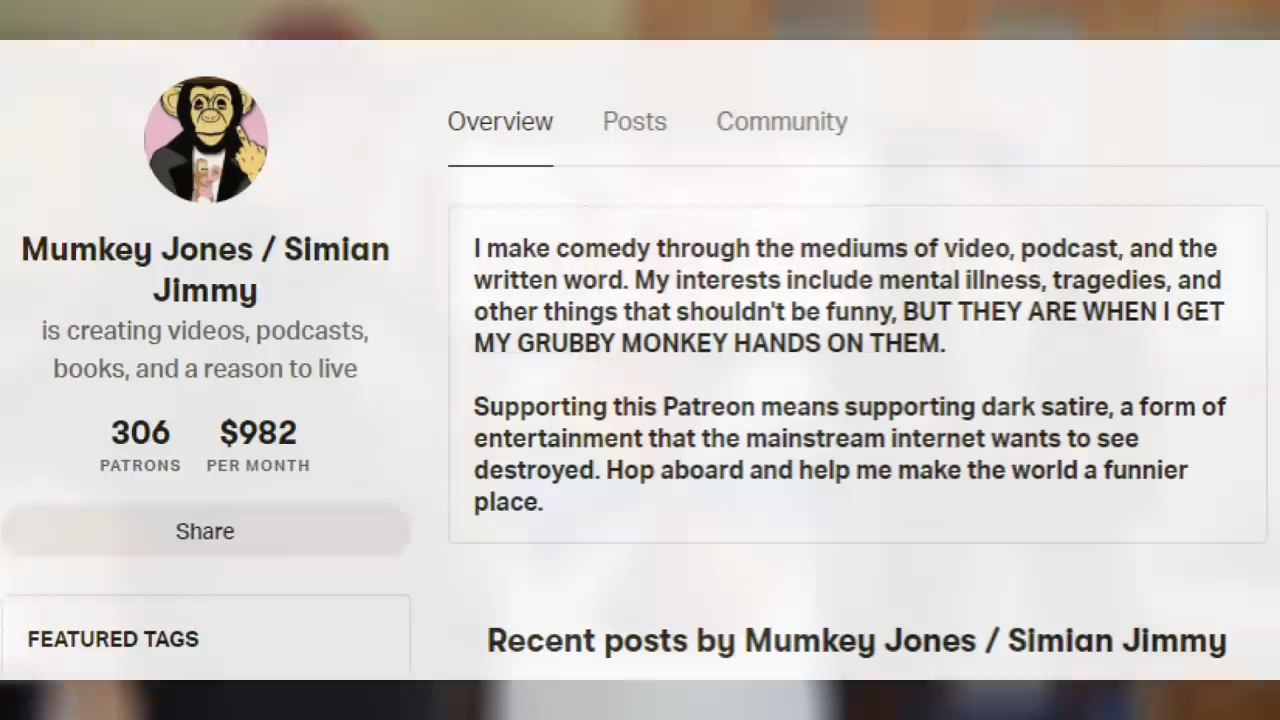 Mumkey Jones / Simian
Jimmy
is creating videos, podcasts,
books, and a reason to live
306 $982
PATRONS PER MONTH
Share
FEATURED TAGS
Overview Posts Community
I make comedy through the mediums of video, podcast, and the
written word. My interests include mental illness, tragedies, and
other things that shouldn't be funny, BUT THEY ARE WHEN I GET
MY GRUBBY MONKEY HANDS ON THEM.
Supporting this Patreon means supporting dark satire, a form of
entertainment that the mainstream internet wants to see
destroyed. Hop aboard and help me make the world a funnier
place.
Recent posts by Mumkey Jones / Simian Jimmy